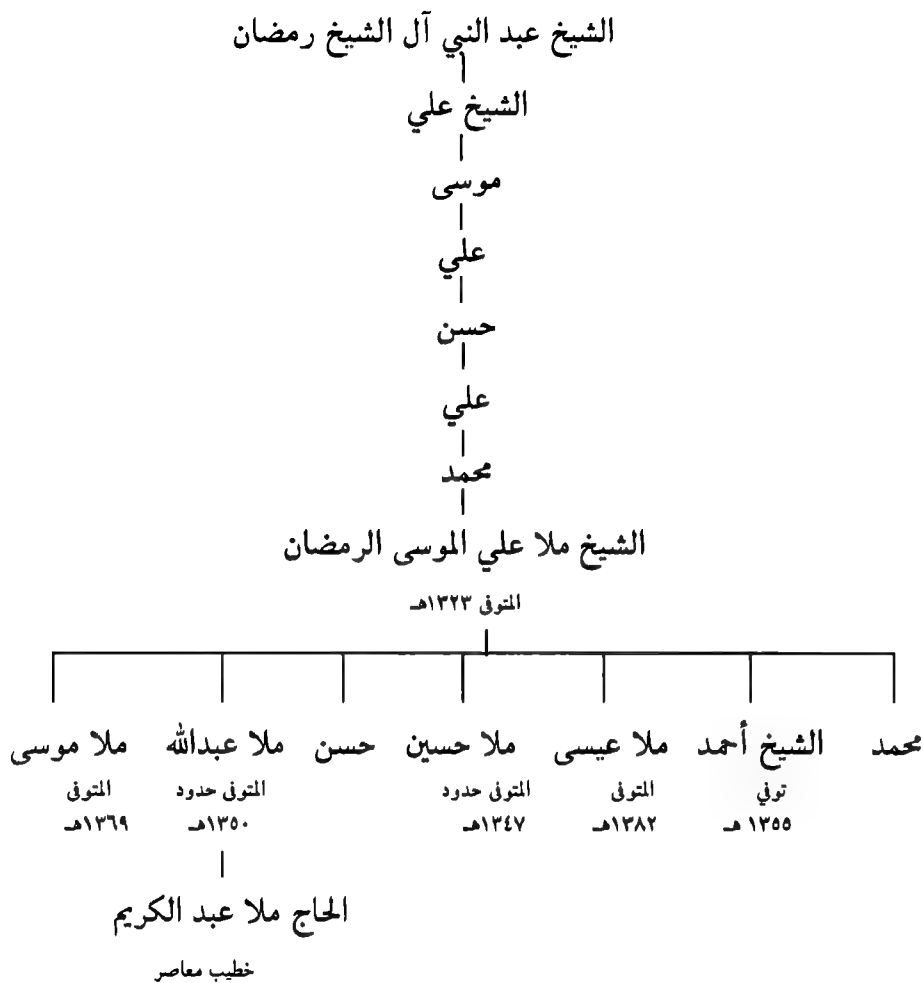 الشيخ عبد النبي آل الشيخ رمضان
الشيخ علي
موسى
علي
حسن
علي
محمد
الشيخ ملا علي الموسى الرمضان
المتوفى ١٣٢٣هـ
محمد الشيخ أحمد ملا عيسى ملا حسين حسن ملا عبدالله ملا موسى
توفي المتوفى المتوفى حدود المتوفى حدود المتوفى
١٣٥٥ هـ ١٣٨٢هـ ١٣٤٧هـ ١٣٥٠هـ ١٣٦٩هـ
الحاج ملا عبد الكريم
خطيب معاصر